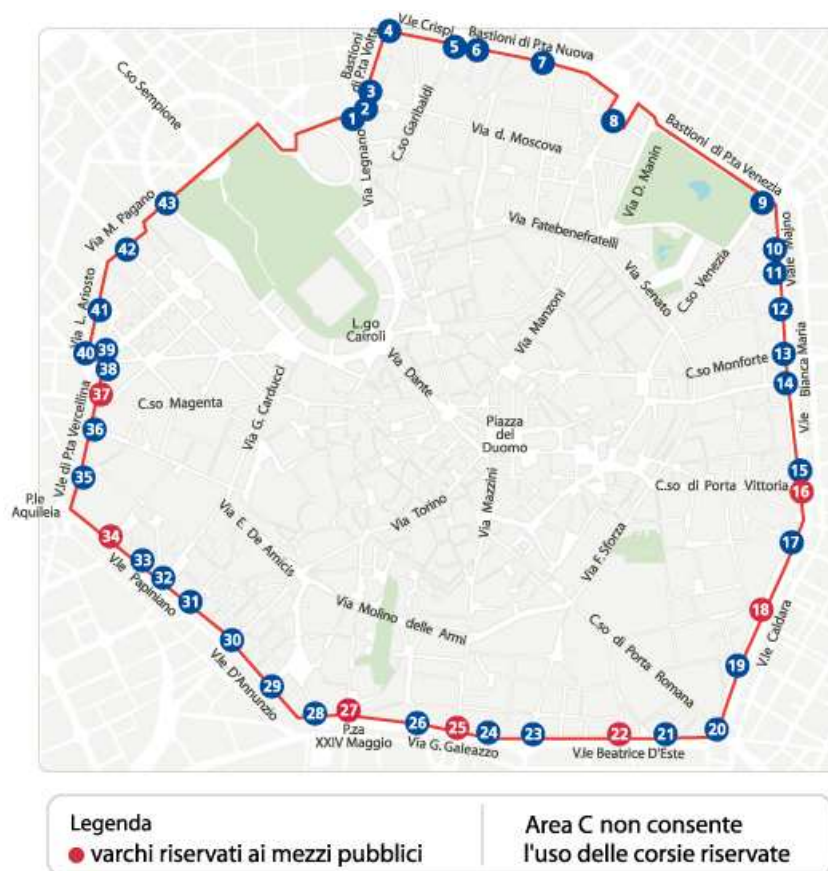 4
V.le Crispi
5
6
Bastioni di P.ta Nuova
7
Bastioni
di P.ta Volta
3
2
1
8
C.so Sempione
C.so Garibaldi
Via Legnano
Via d. Moscova
Bastioni di P.ta Venezia
Via D. Manin
9
43
Via M. Pagano
42
Via Fatebenefratelli
10
Viale Majno
11
Via Senato
C.so Venezia
12
41
Via L. Ariosto
40
39
38
L.go
Cairoli
Via Manzoni
13
C.so Monforte
14
V.le Bianca Maria
Via Dante
37
C.so Magenta
Via G. Carducci
36
V.le di P.ta Vercellina
35
Piazza
del
Duomo
15
C.so di Porta Vittoria
16
P.le
Aquileia
Via Mazzini
Via Torino
17
34
33
32
31
V.le Papiniano
Via E. De Amicis
Via F. Sforza
18
V.le Caldara
Via Molino delle Armi
C.so di Porta Romana
30
V.le D'Annunzio
29
19
28
27
P.za
XXIV Maggio
26
25
24
Via G. Galeazzo
23
22
V.le Beatrice D'Este
21
20
Legenda
varchi riservati ai mezzi pubblici
Area C non consente
l'uso delle corsie riservate